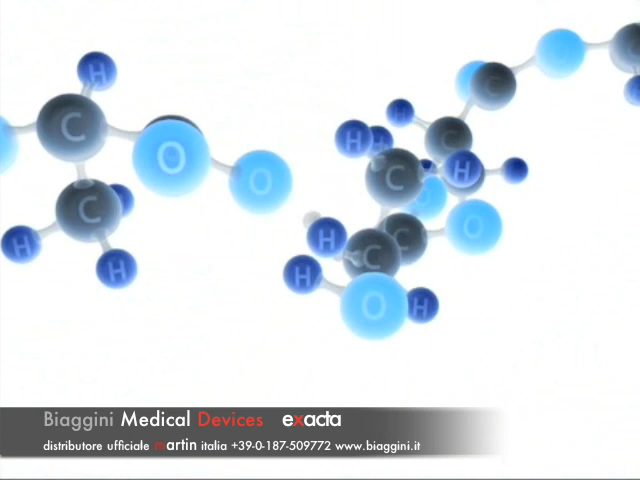 H
C
O
O
C
H
H
H
C
H
H
C
H
C
O
C
H
C
H
O
H
Biaggini Medical Devices exacta
distributore ufficiale martin italia +39-0-187-509772 www.biaggini.it